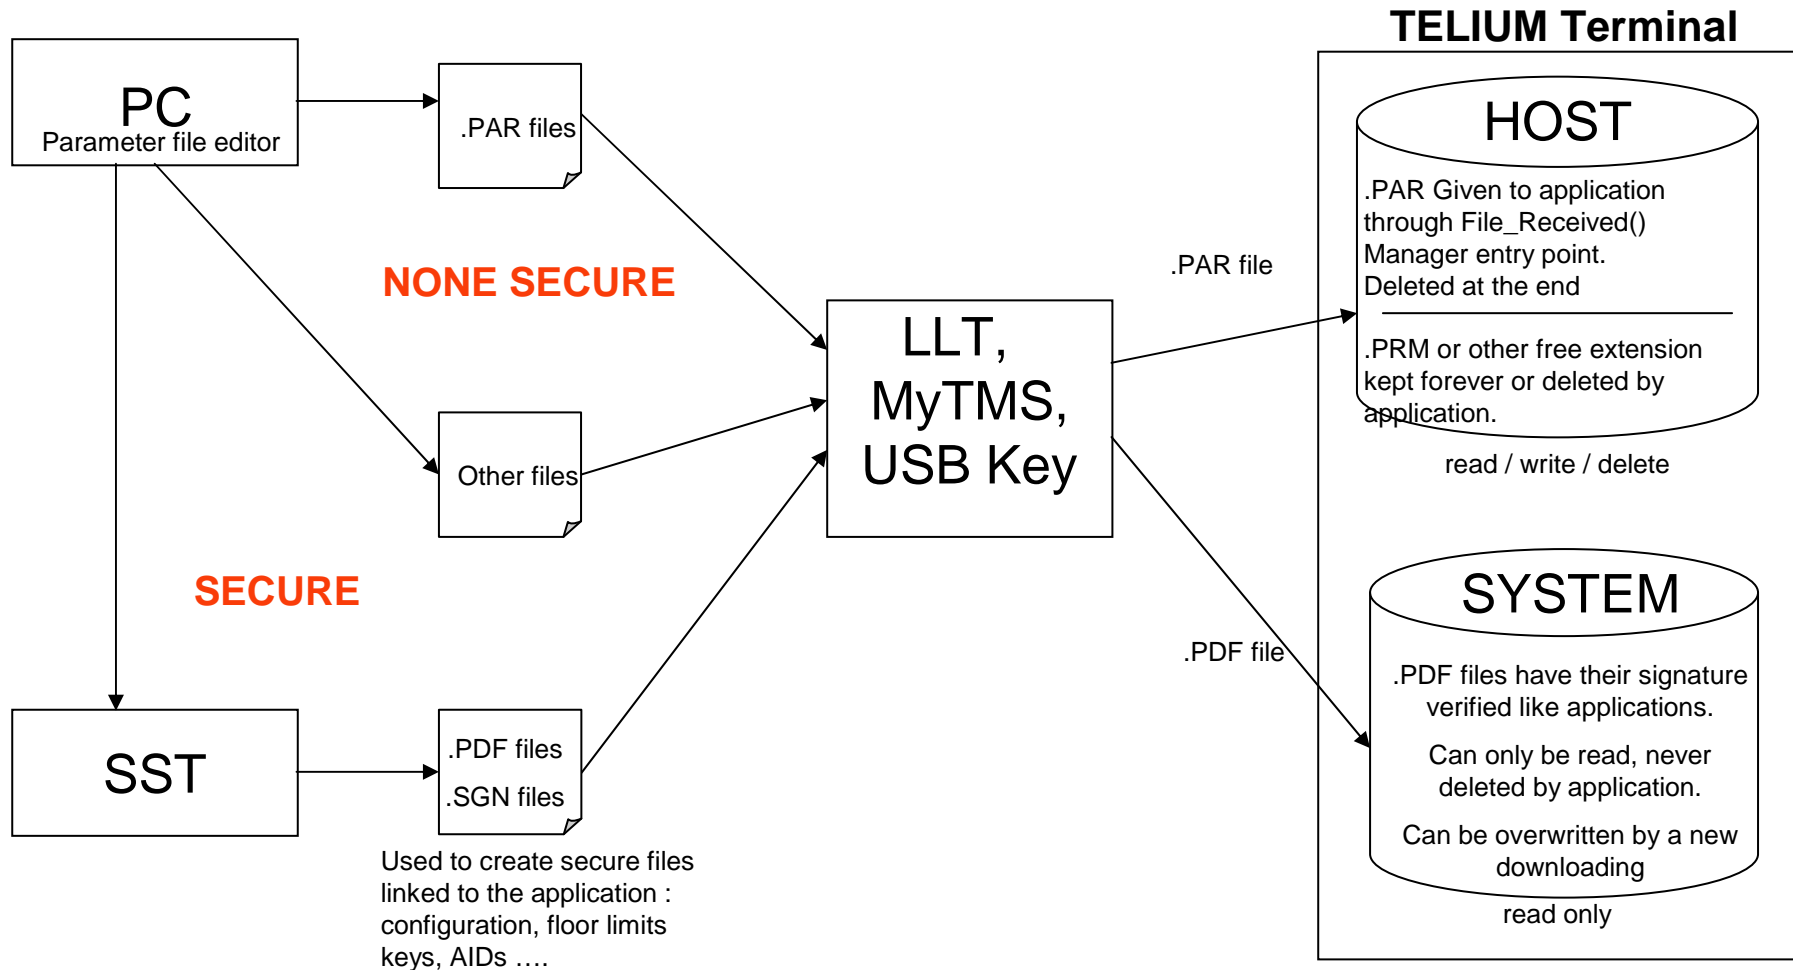 TELIUM Terminal
PC
Parameter file editor
.PAR files
NONE SECURE
Other files
SECURE
SST
.PDF files
.SGN files
Used to create secure files
linked to the application :
configuration, floor limits
keys, AIDs ....
LLT,
MyTMS,
USB Key
.PAR file
.PDF file
HOST
.PAR Given to application
through File_Received()
Manager entry point.
Deleted at the end
.PRM or other free extension
kept forever or deleted by
application.
read / write / delete
SYSTEM
.PDF files have their signature
verified like applications.
Can only be read, never
deleted by application.
Can be overwritten by a new
downloading
read only